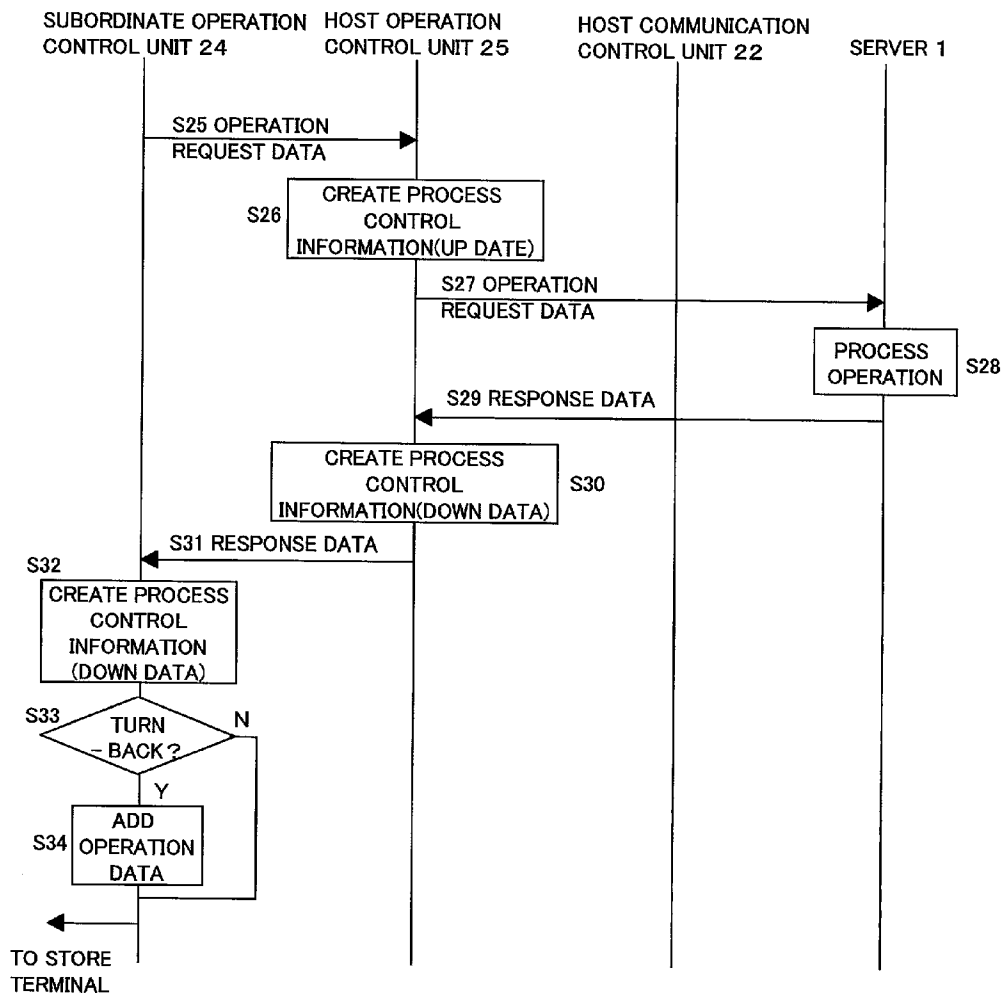 SUBORDINATE OPERATION
CONTROL UNIT 24
HOST OPERATION
CONTROL UNIT 25
HOST COMMUNICATION
CONTROL UNIT 22
SERVER 1
S25 OPERATION
REQUEST DATA
S26
CREATE PROCESS
CONTROL
INFORMATION(UP DATE)
S27 OPERATION
REQUEST DATA
PROCESS
OPERATION
S28
S29 RESPONSE DATA
CREATE PROCESS
CONTROL
INFORMATION(DOWN DATA)
S30
S31 RESPONSE DATA
S32
CREATE PROCESS
CONTROL
INFORMATION
(DOWN DATA)
S33
TURN
-BACK?
N
Y
S34
ADD
OPERATION
DATA
TO STORE
TERMINAL